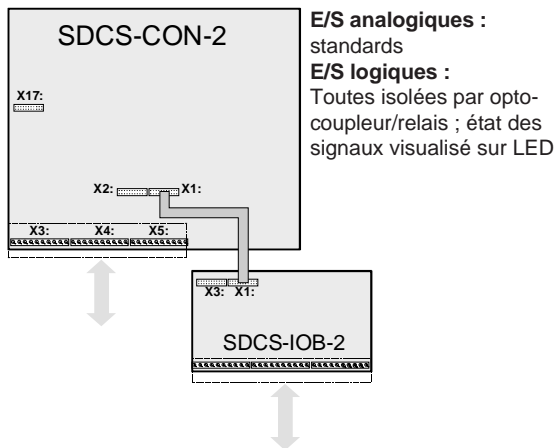 SDCS-CON-2
E/S analogiques :
standards
E/S logiques :
Toutes isolées par opto-
coupleur/relais ; état des
signaux visualisé sur LED
X17:
X2: X1:
X3: X4: X5:
X3: X1:
SDCS-IOB-2